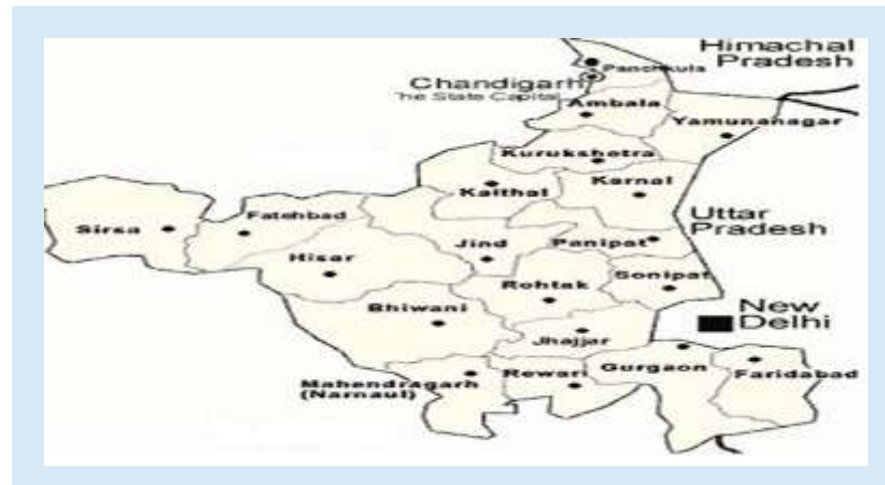 Himachal
Pradesh
Panchkula
Chandigarh
he State Capital
Ambala
Yamunanagar
Kurukshetra
Karnal
Kaithal
Uttar
Pradesh
Fatehbad
Sirsa
Jind
Panipat
Hisar
Sonipat
Rohtak
Bhiwani
New
Delhi
Jhajjar
Gurgaon
Rewari
Faridabad
Mahendragarh
(Narnaul)